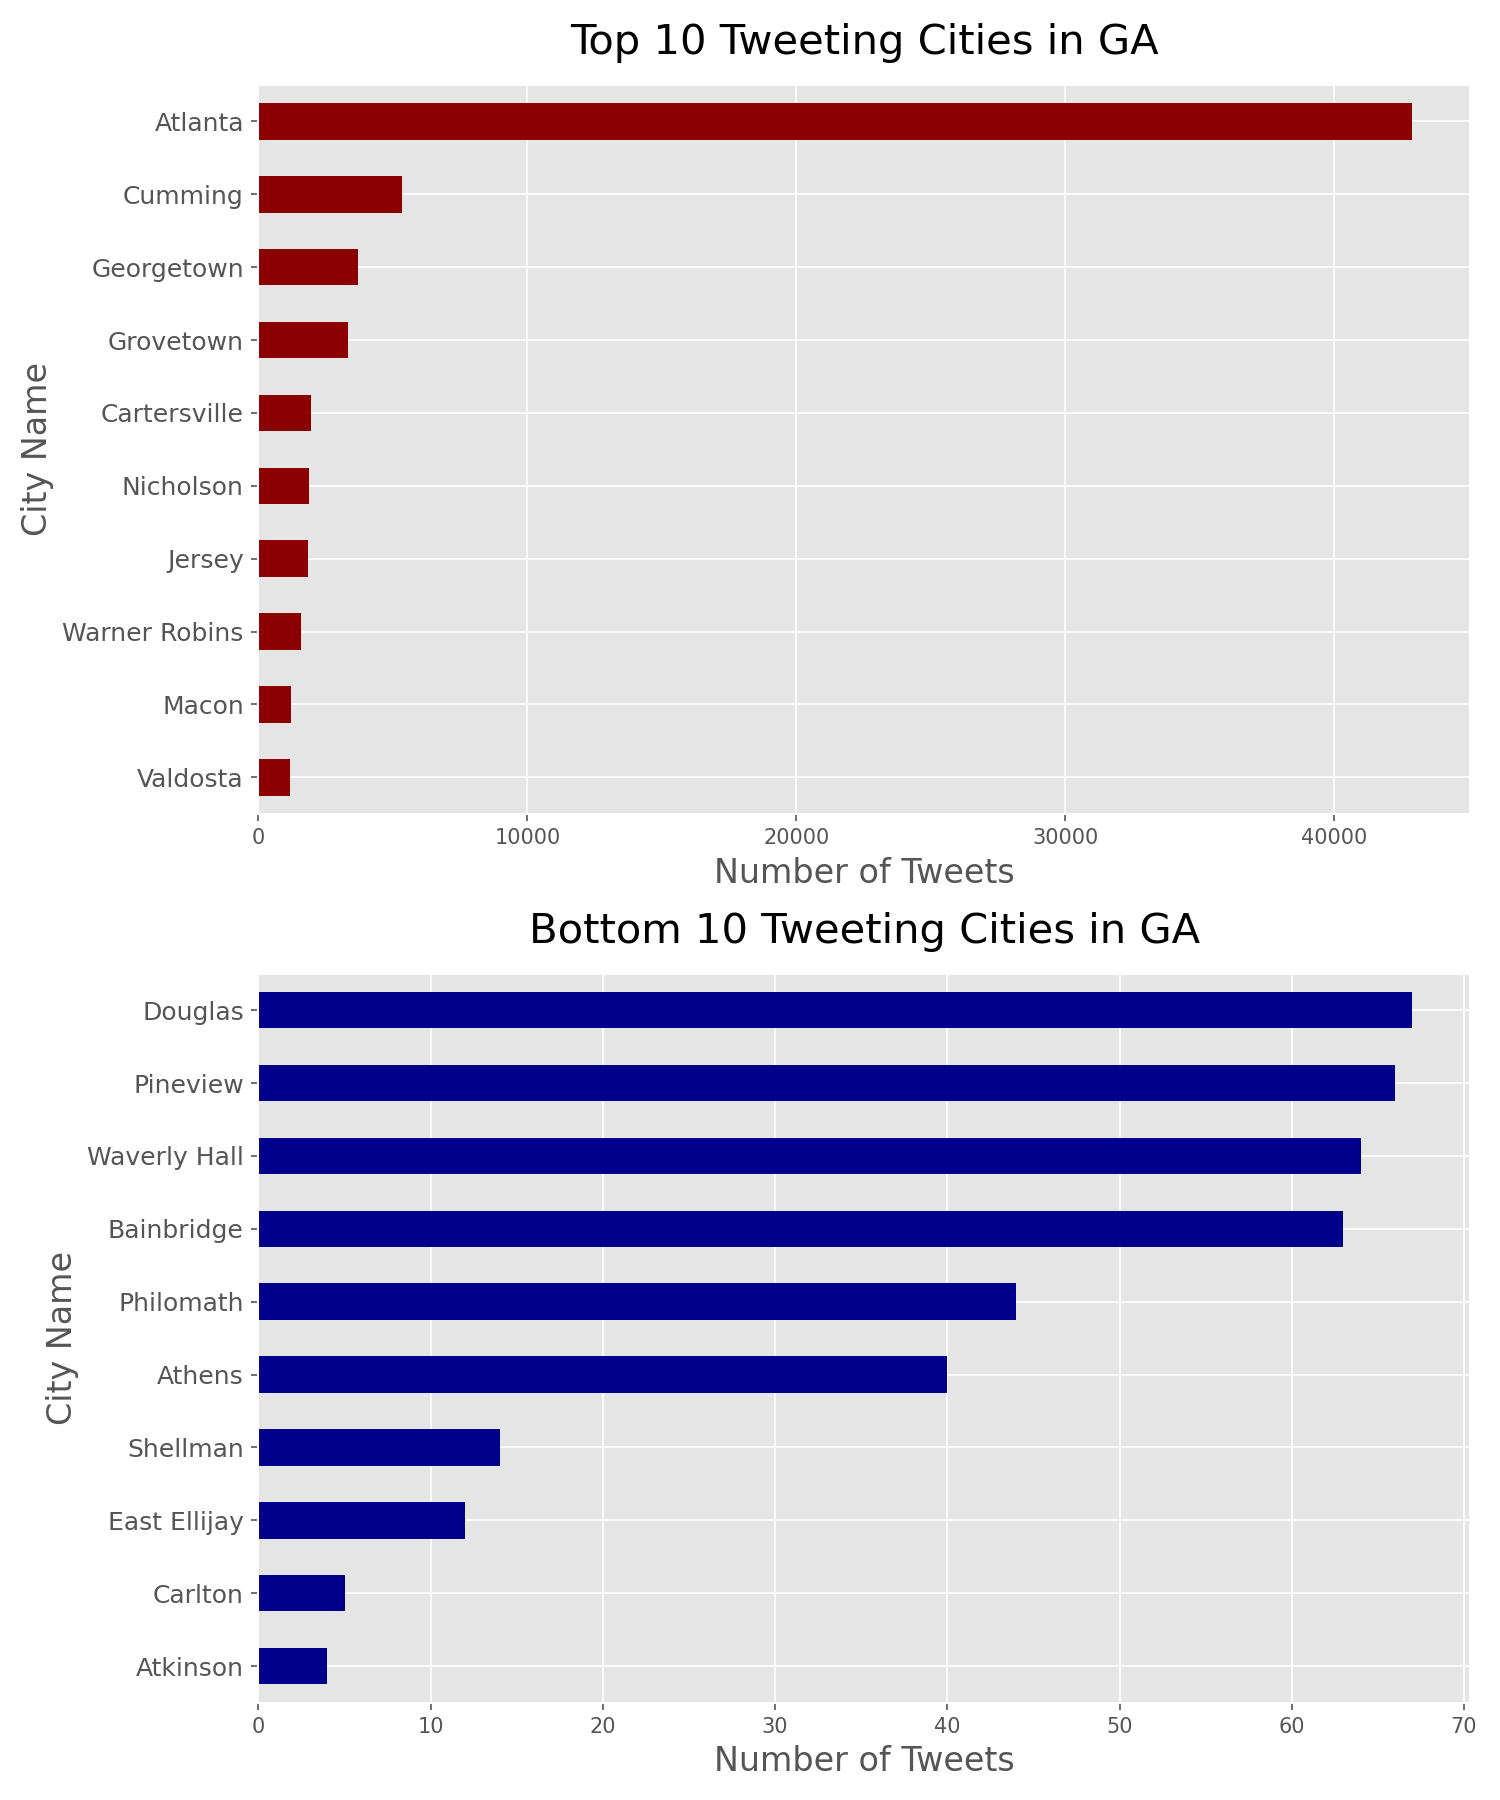 Top 10 Tweeting Cities in GA
City Name
Atlanta
Cumming
Georgetown
Grovetown
Cartersville
Nicholson
Jersey
Warner Robins
Macon
Valdosta
0 10000 20000 30000 40000
Number of Tweets
Bottom 10 Tweeting Cities in GA
City Name
Douglas
Pineview
Waverly Hall
Bainbridge
Philomath
Athens
Shellman
East Ellijay
Carlton
Atkinson
0 10 20 30 40 50 60 70
Number of Tweets